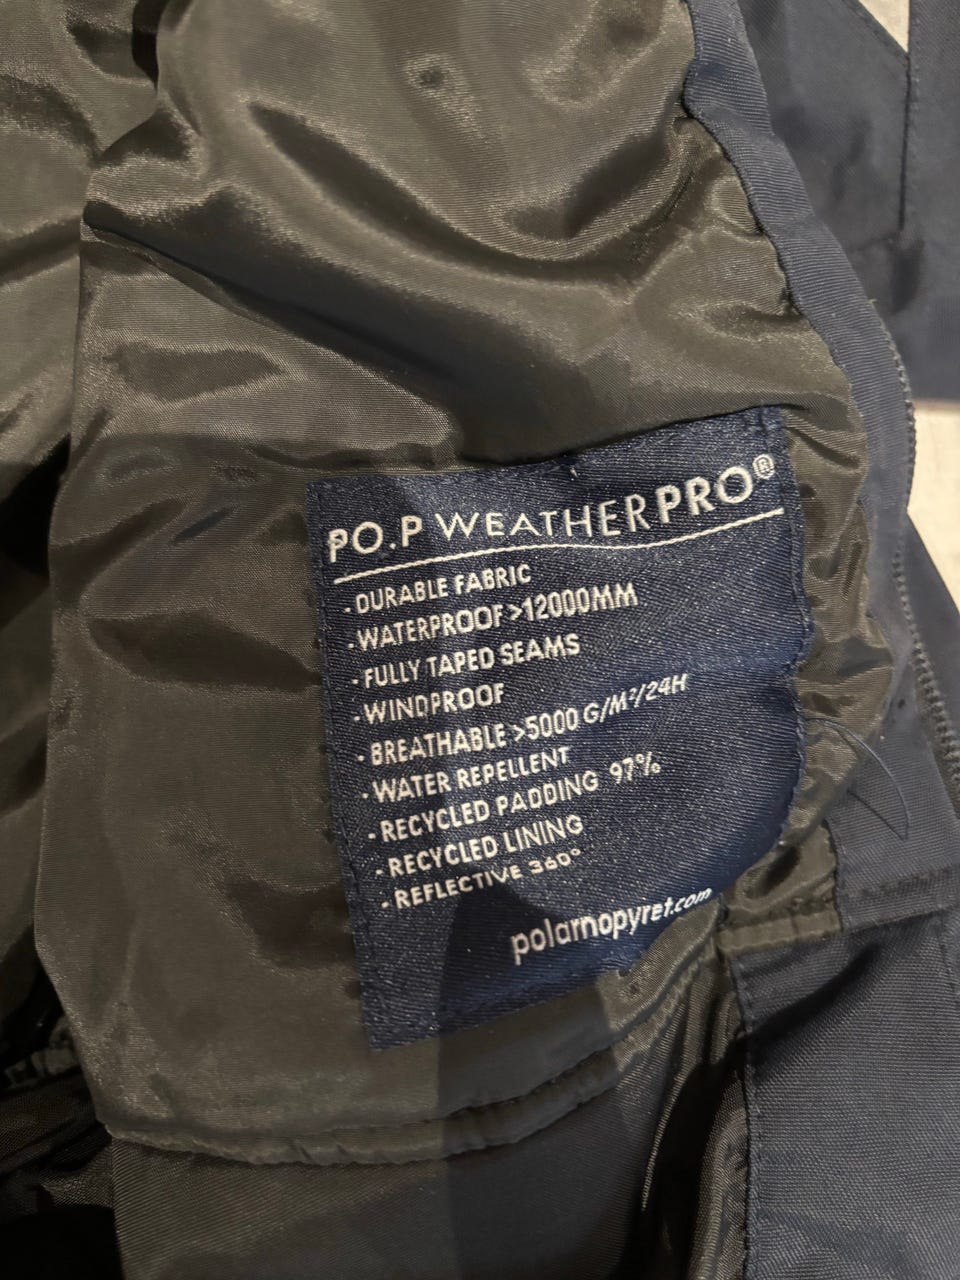 PO.P WEATHERPRO®
- DURABLE FABRIC
- WATERPROOF >12000MM
- FULLY TAPED SEAMS
- WINDPROOF
- BREATHABLE >5000 G/M²/24H
- WATER REPELLENT
- RECYCLED PADDING 97%
- RECYCLED LINING
- REFLECTIVE 360°
polarnopyret.com